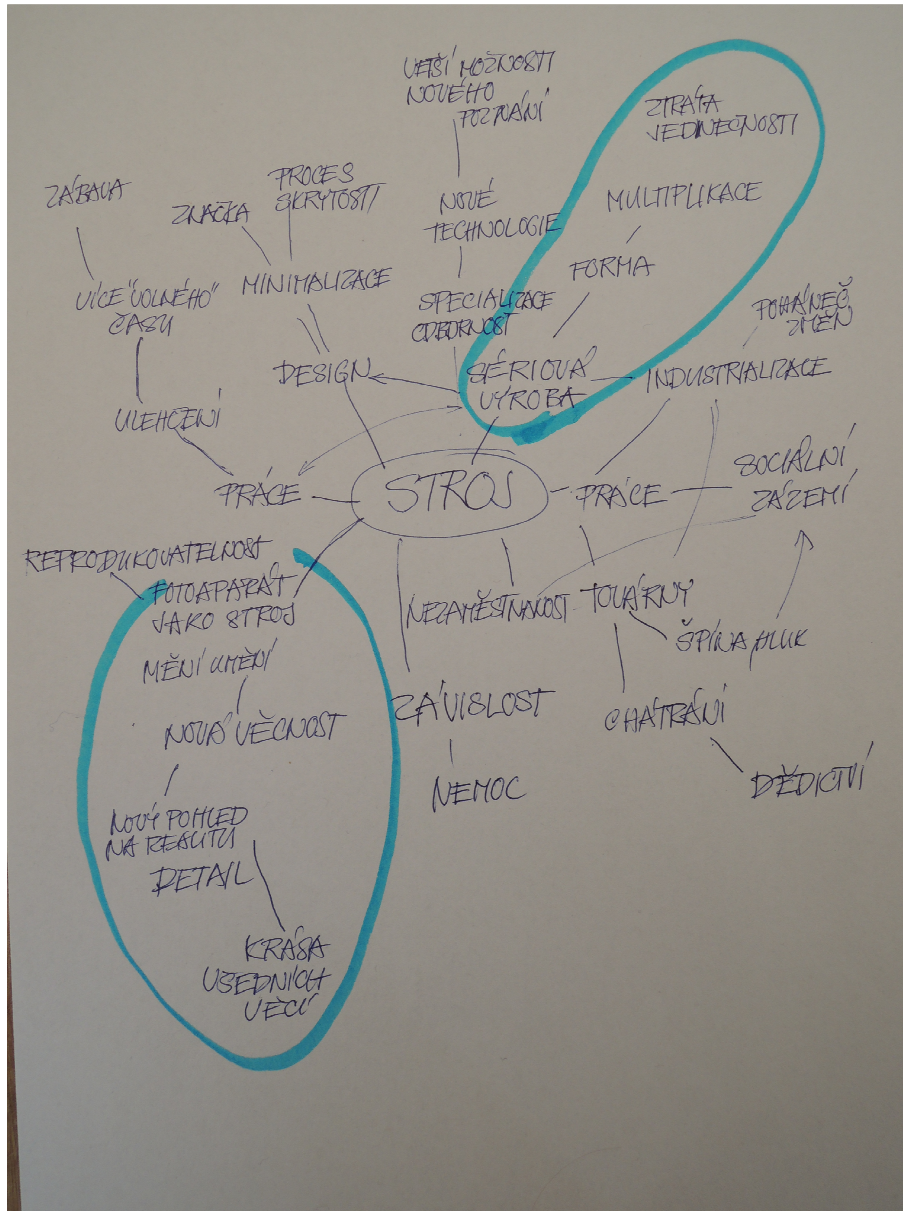 VETŠÍ MOŽNOSTI
NOVÉHO
POZNÁNÍ
ZTRÁTA
JEDINEČNOSTI
ZÁBAVA
ZNAČKA
PROCES
SKRYTOSTI
NOVÉ
TECHNOLOGIE
MULTIPLIKACE
FORMA
VÍCE "VOLNÉHO"
ČASU
MINIMALIZACE
SPECIALIZACE
ODBORNOST
POHÁNEČ
ZMĚN
DESIGN
SÉRIOVÁ
VÝROBA
INDUSTRIALIZACE
ULEHČENÍ
PRÁCE
STROJ
PRÁCE
SOCIÁLNÍ
ZÁZEMÍ
REPRODUKOVATELNOST
FOTOAPARÁT
JAKO STROJ
NEZAMĚSTNANOST
TOVÁRNY
ŠPÍNA HLUK
MĚNÍ UMĚNÍ
NOVÁ VĚCNOST
ZÁVISLOST
CHÁTRÁNÍ
NEMOC
DĚDICTVÍ
NOVÝ POHLED
NA REALITU
DETAIL
KRÁSA
VŠEDNÍCH
VĚCÍ